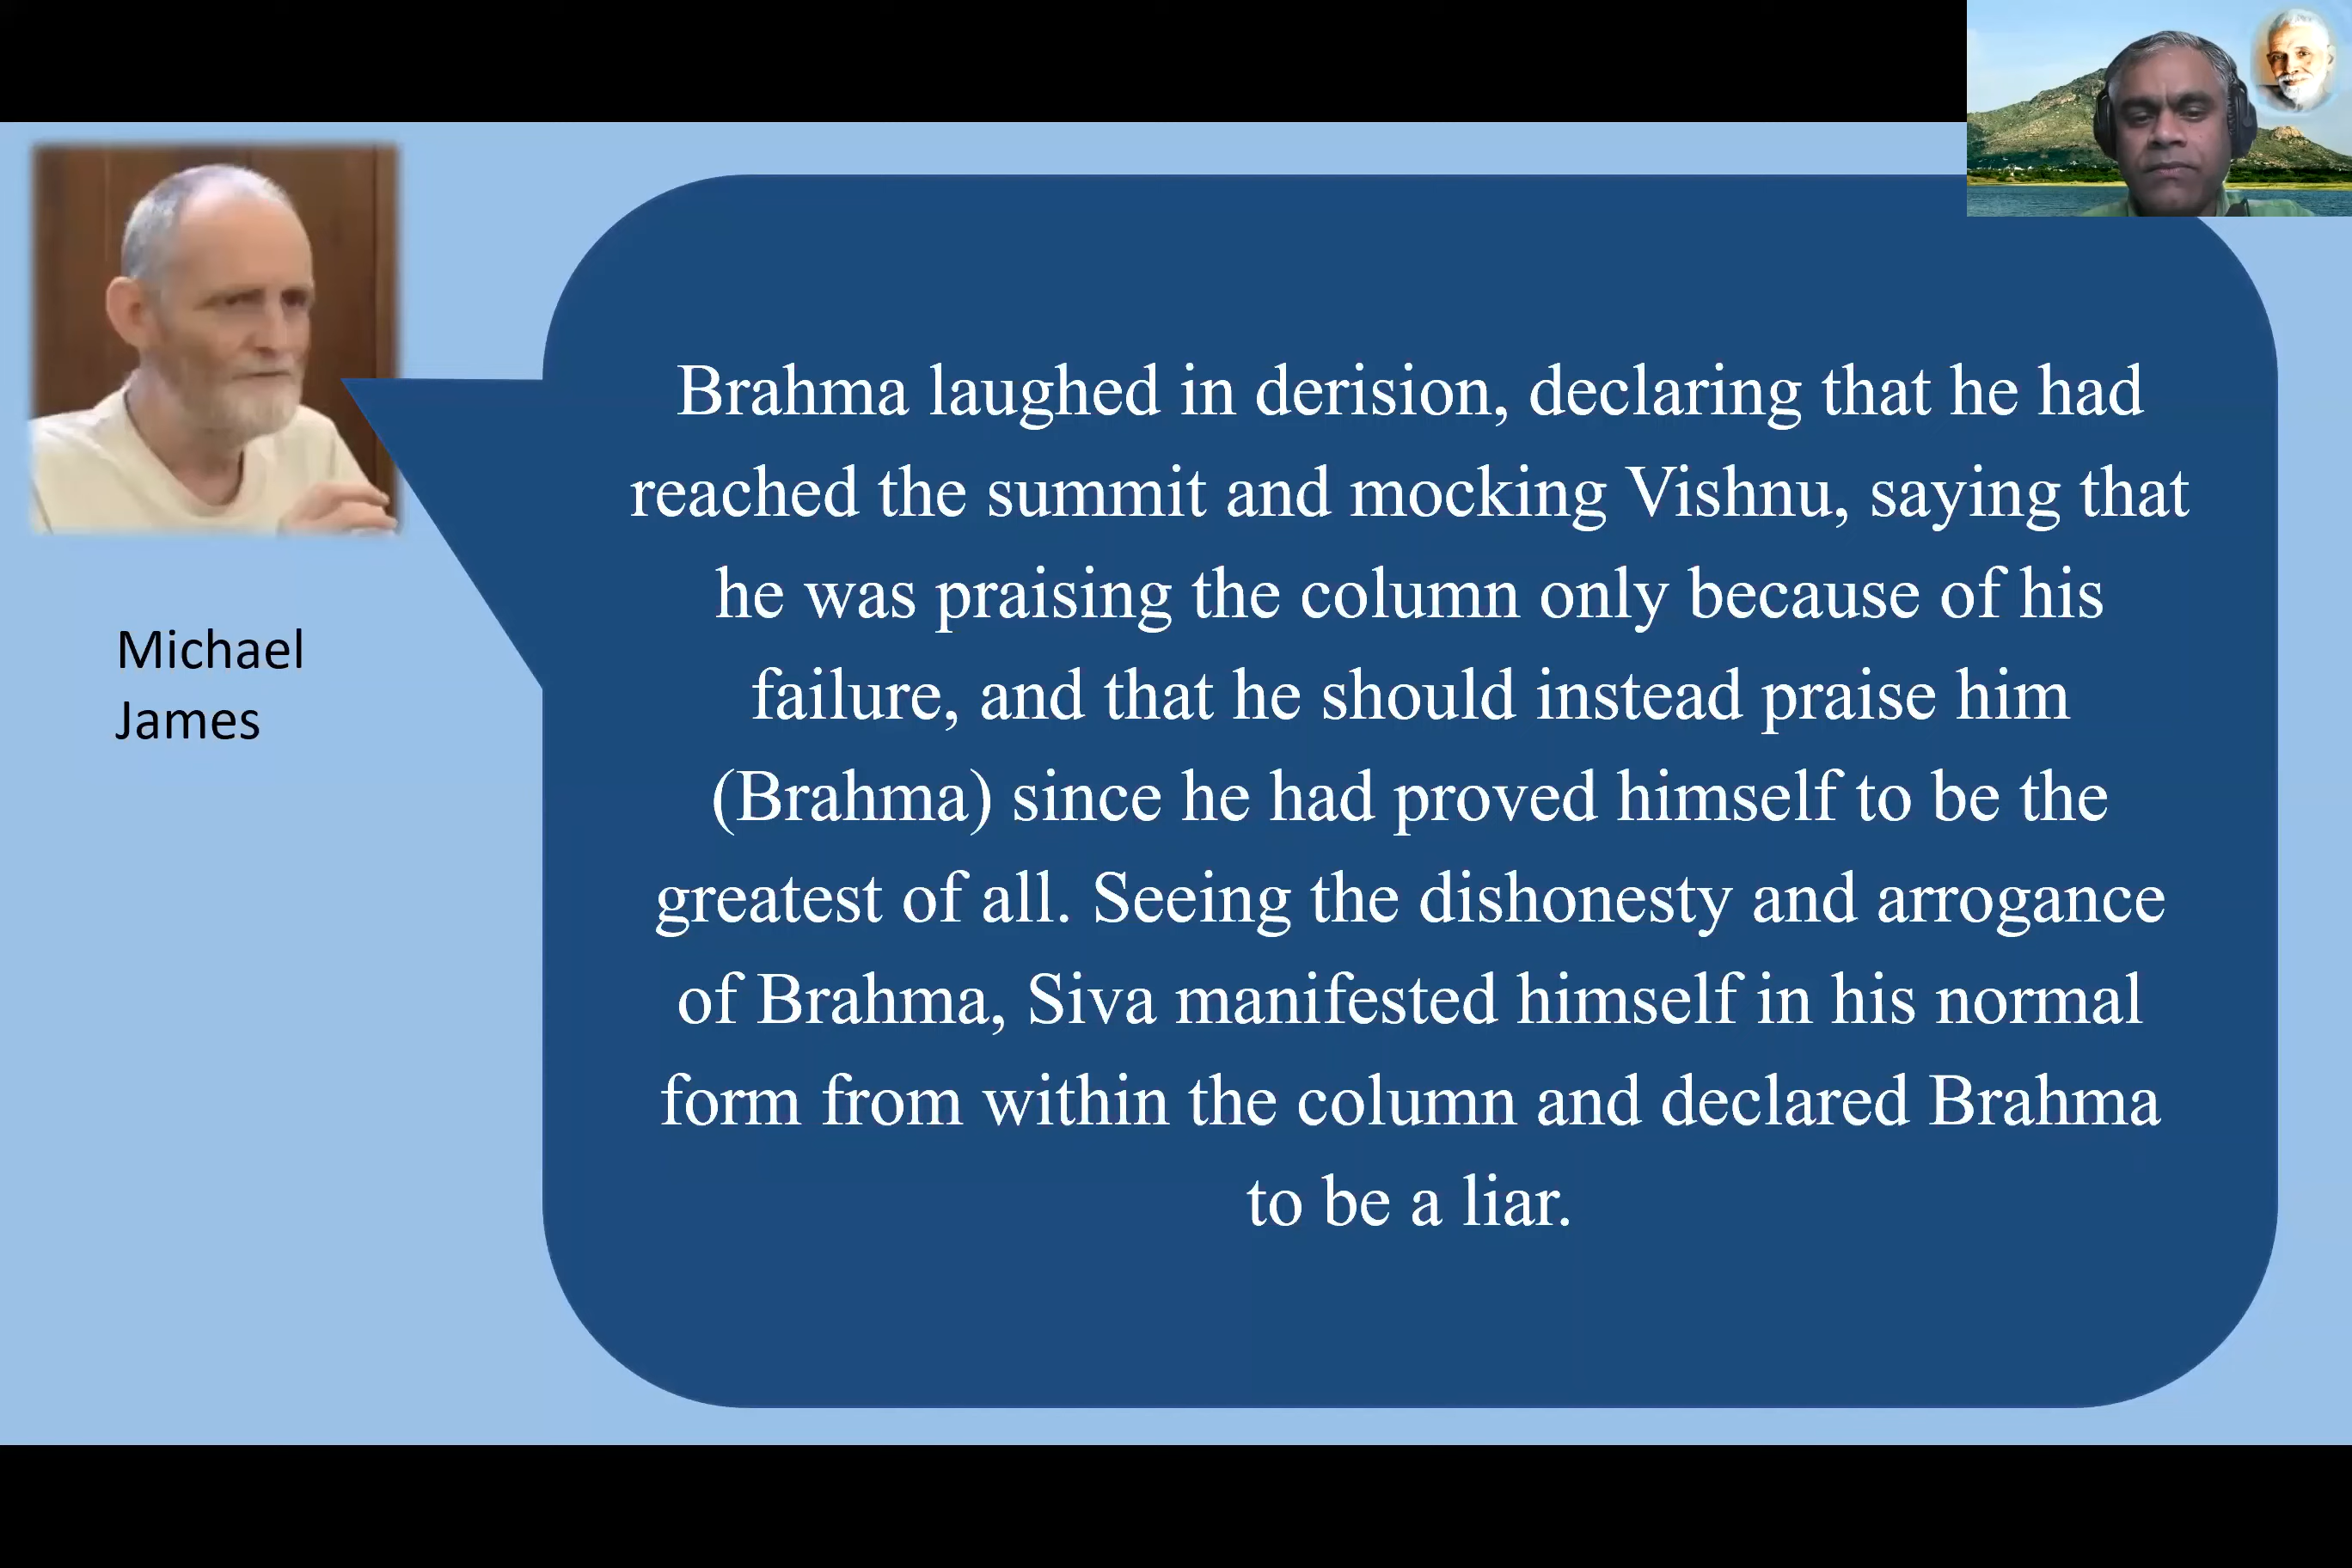 Michael
James
Brahma laughed in derision, declaring that he had
reached the summit and mocking Vishnu, saying that
he was praising the column only because of his
failure, and that he should instead praise him
(Brahma) since he had proved himself to be the
greatest of all. Seeing the dishonesty and arrogance
of Brahma, Siva manifested himself in his normal
form from within the column and declared Brahma
to be a liar.